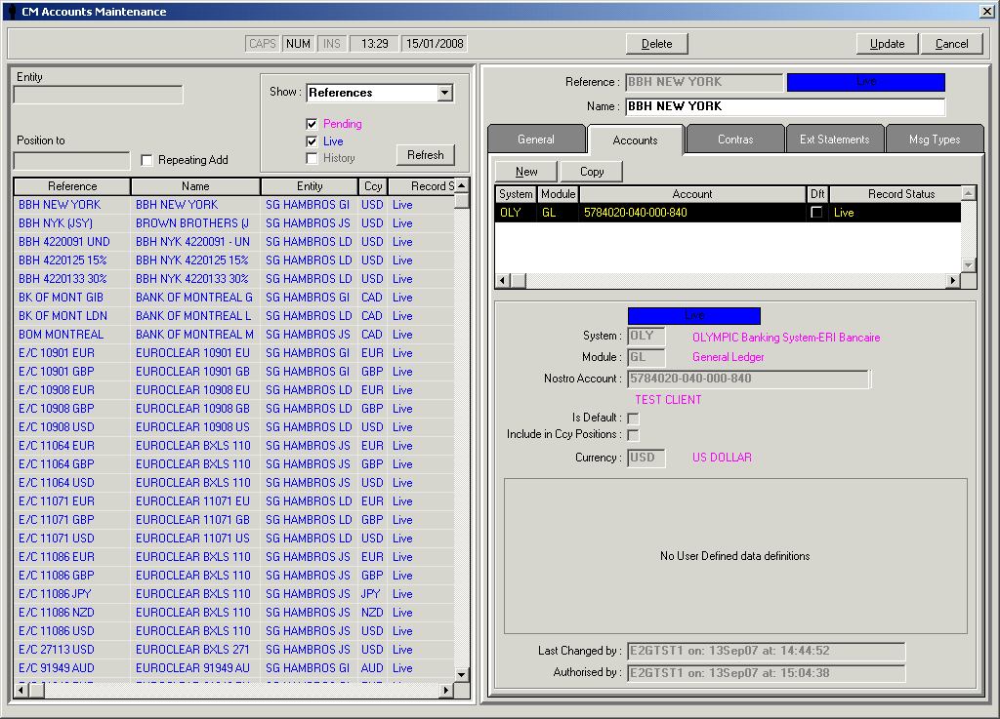 CM Accounts Maintenance
CAPS NUM INS 13:29 15/01/2008 Delete Update Cancel
Entity
Show : References
Pending
Live
History
Position to
Repeating Add
Refresh
Reference Name Entity Ccy Record S
BBH NEW YORK BBH NEW YORK SG HAMBROS GI USD Live
BBH NYK (JSY) BROWN BROTHERS (J SG HAMBROS JS USD Live
BBH 4220091 UND BBH NYK 4220091 - UN SG HAMBROS LD USD Live
BBH 4220125 15% BBH NYK 4220125 15% SG HAMBROS LD USD Live
BBH 4220133 30% BBH NYK 4220133 30% SG HAMBROS LD USD Live
BK OF MONT GIB BANK OF MONTREAL G SG HAMBROS GI CAD Live
BK OF MONT LDN BANK OF MONTREAL L SG HAMBROS LD CAD Live
BOM MONTREAL BANK OF MONTREAL M SG HAMBROS JS CAD Live
E/C 10901 EUR EUROCLEAR 10901 EU SG HAMBROS GI EUR Live
E/C 10901 GBP EUROCLEAR 10901 GB SG HAMBROS GI GBP Live
E/C 10908 EUR EUROCLEAR 10908 EU SG HAMBROS LD EUR Live
E/C 10908 GBP EUROCLEAR 10908 GB SG HAMBROS LD GBP Live
E/C 10908 USD EUROCLEAR 10908 US SG HAMBROS LD USD Live
E/C 11064 EUR EUROCLEAR BXLS 110 SG HAMBROS JS EUR Live
E/C 11064 GBP EUROCLEAR BXLS 110 SG HAMBROS JS GBP Live
E/C 11064 USD EUROCLEAR BXLS 110 SG HAMBROS JS USD Live
E/C 11071 EUR EUROCLEAR 11071 EU SG HAMBROS LD EUR Live
E/C 11071 GBP EUROCLEAR 11071 GB SG HAMBROS LD GBP Live
E/C 11071 USD EUROCLEAR 11071 US SG HAMBROS LD USD Live
E/C 11086 EUR EUROCLEAR BXLS 110 SG HAMBROS JS EUR Live
E/C 11086 GBP EUROCLEAR BXLS 110 SG HAMBROS JS GBP Live
E/C 11086 JPY EUROCLEAR BXLS 110 SG HAMBROS JS JPY Live
E/C 11086 NZD EUROCLEAR BXLS 110 SG HAMBROS JS NZD Live
E/C 11086 USD EUROCLEAR BXLS 110 SG HAMBROS JS USD Live
E/C 27113 USD EUROCLEAR BXLS 271 SG HAMBROS JS USD Live
E/C 91949 AUD EUROCLEAR 91949 AU SG HAMBROS GI AUD Live
Reference : BBH NEW YORK Live
Name : BBH NEW YORK
General Accounts Contras Ext Statements Msg Types
New Copy
System Module Account Dft Record Status
OLY GL 5784020-040-000-840 Live
Live
System : OLY OLYMPIC Banking System-ERI Bancaire
Module : GL General Ledger
Nostro Account : 5784020-040-000-840
TEST CLIENT
Is Default :
Include in Ccy Positions :
Currency : USD US DOLLAR
No User Defined data definitions
Last Changed by : E2GTST1 on: 13Sep07 at: 14:44:52
Authorised by : E2GTST1 on: 13Sep07 at: 15:04:38